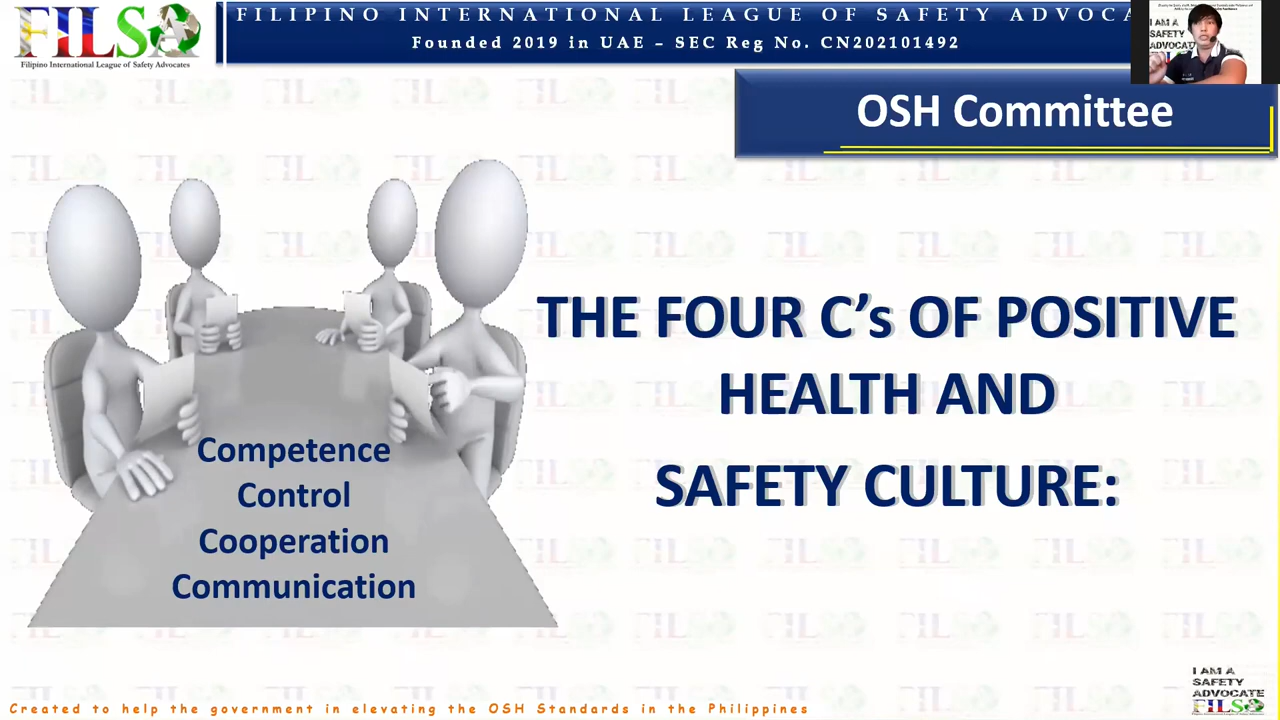 FILSA
Filipino International League of Safety Advocates
FILIPINO INTERNATIONAL LEAGUE OF SAFETY ADVOCA
Founded 2019 in UAE – SEC Reg No. CN202101492
I AM A
SAFETY
ADVOCATE
OSH Committee
THE FOUR C’s OF POSITIVE
HEALTH AND
SAFETY CULTURE:
Competence
Control
Cooperation
Communication
I AM A
SAFETY
ADVOCATE
FILSA
Created to help the government in elevating the OSH Standards in the Philippines